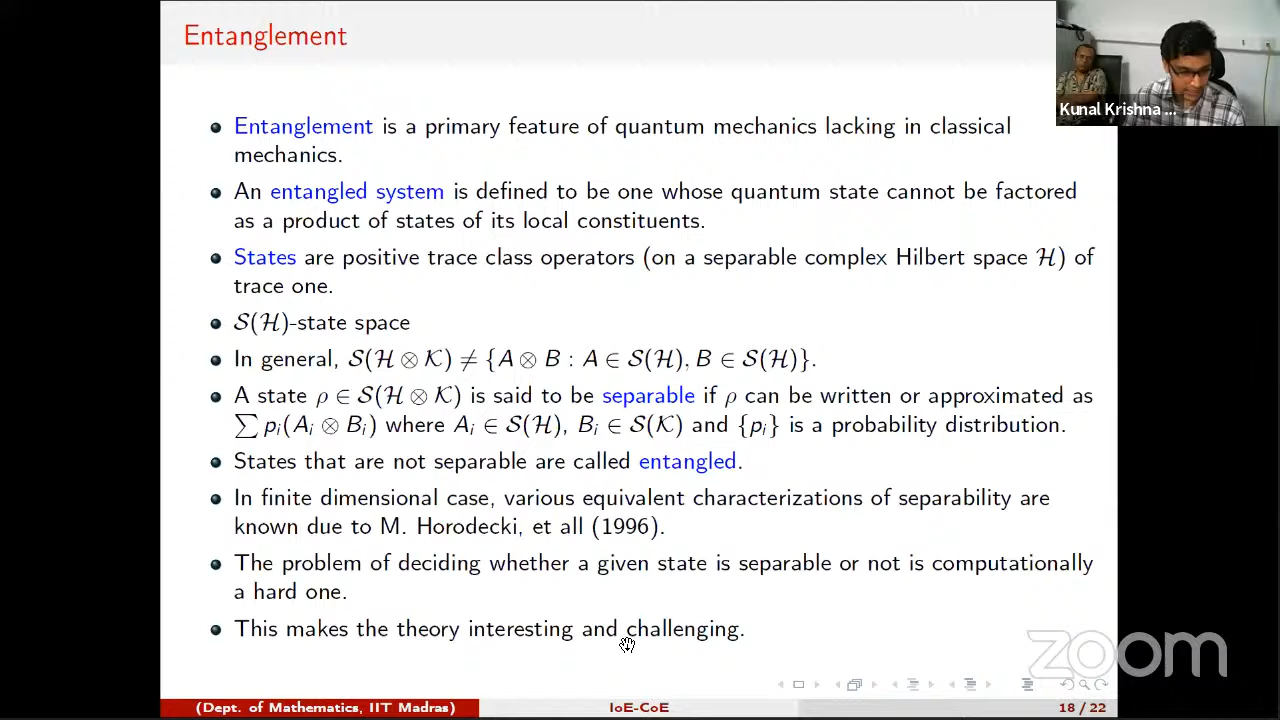 Entanglement
Entanglement is a primary feature of quantum mechanics lacking in classical
mechanics.
An entangled system is defined to be one whose quantum state cannot be factored
as a product of states of its local constituents.
States are positive trace class operators (on a separable complex Hilbert space ℋ) of
trace one.
𝒮(ℋ)-state space
In general, 𝒮(ℋ ⊗ 𝒦) ≠ {A ⊗ B : A ∈ 𝒮(ℋ), B ∈ 𝒮(ℋ)}.
A state ρ ∈ 𝒮(ℋ ⊗ 𝒦) is said to be separable if ρ can be written or approximated as
∑ pᵢ(Aᵢ ⊗ Bᵢ) where Aᵢ ∈ 𝒮(ℋ), Bᵢ ∈ 𝒮(𝒦) and {pᵢ} is a probability distribution.
States that are not separable are called entangled.
In finite dimensional case, various equivalent characterizations of separability are
known due to M. Horodecki, et all (1996).
The problem of deciding whether a given state is separable or not is computationally
a hard one.
This makes the theory interesting and challenging.
Kunal Krishna ...
zoom
(Dept. of Mathematics, IIT Madras) IoE-CoE 18 / 22